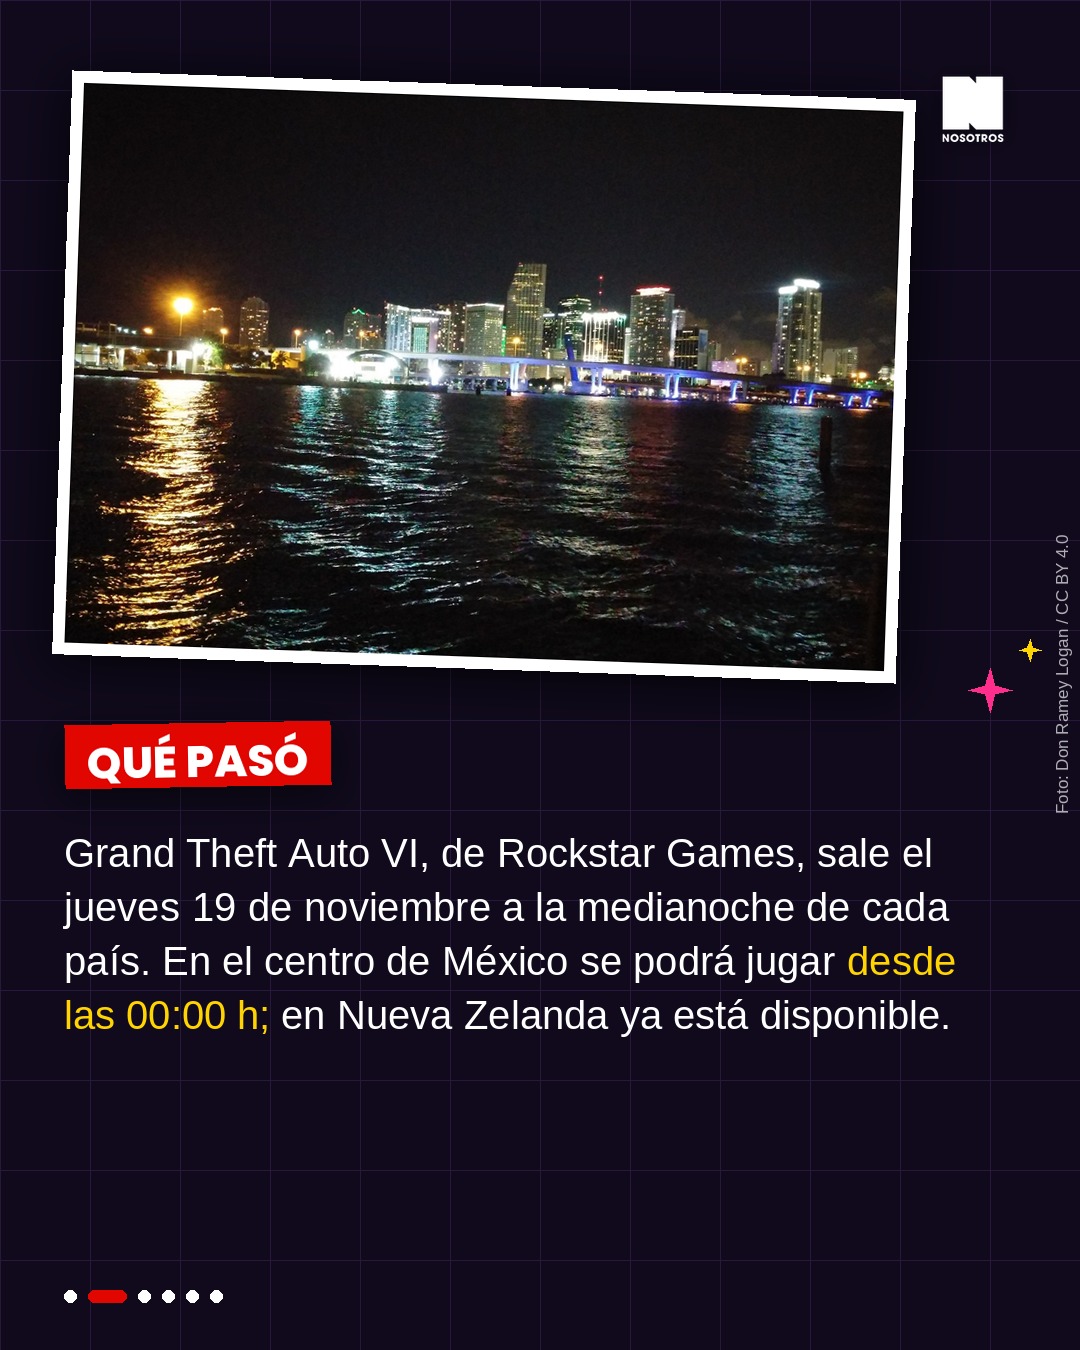 NOSOTROS
Foto: Don Ramey Logan / CC BY 4.0
QUÉ PASÓ
Grand Theft Auto VI, de Rockstar Games, sale el
jueves 19 de noviembre a la medianoche de cada
país. En el centro de México se podrá jugar desde
las 00:00 h; en Nueva Zelanda ya está disponible.